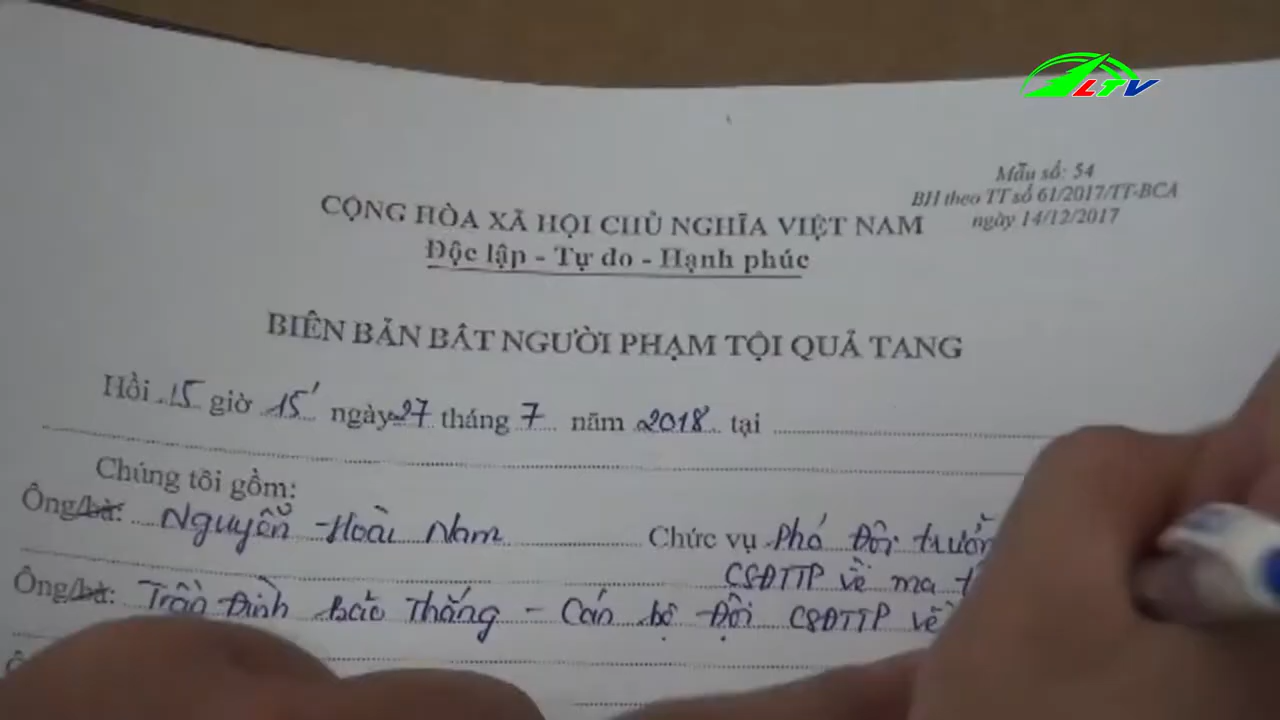 LTV
Mẫu số: 54
BH theo TT số 61/2017/TT-BCA
ngày 14/12/2017
CỘNG HÒA XÃ HỘI CHỦ NGHĨA VIỆT NAM
Độc lập - Tự do - Hạnh phúc
BIÊN BẢN BẮT NGƯỜI PHẠM TỘI QUẢ TANG
Hồi 15 giờ 15' ngày 27 tháng 7 năm 2018 tại
Chúng tôi gồm:
Ông/bà: Nguyễn Hoài Nam Chức vụ Phó Đội trưởng
CSĐTTP về ma
Ông/bà: Trần Đình Bảo Thắng - Cán bộ Đội CSĐTTP về